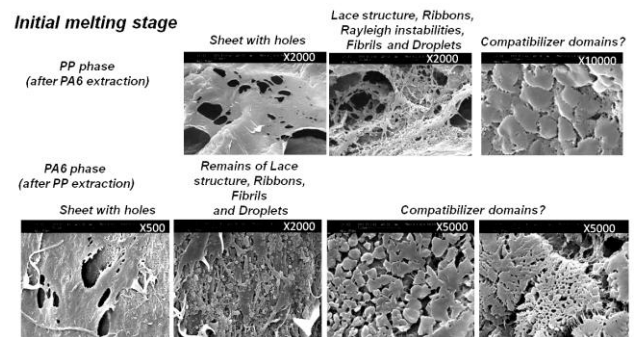 Initial melting stage
Sheet with holes
Lace structure, Ribbons,
Rayleigh instabilities,
Fibrils and Droplets
Compatibilizer domains?
PP phase
(after PA6 extraction)
X2000
X2000
X10000
PA6 phase
(after PP extraction)
Remains of Lace
structure, Ribbons,
Fibrils
and Droplets
Sheet with holes
Compatibilizer domains?
X500
X2000
X5000
X5000